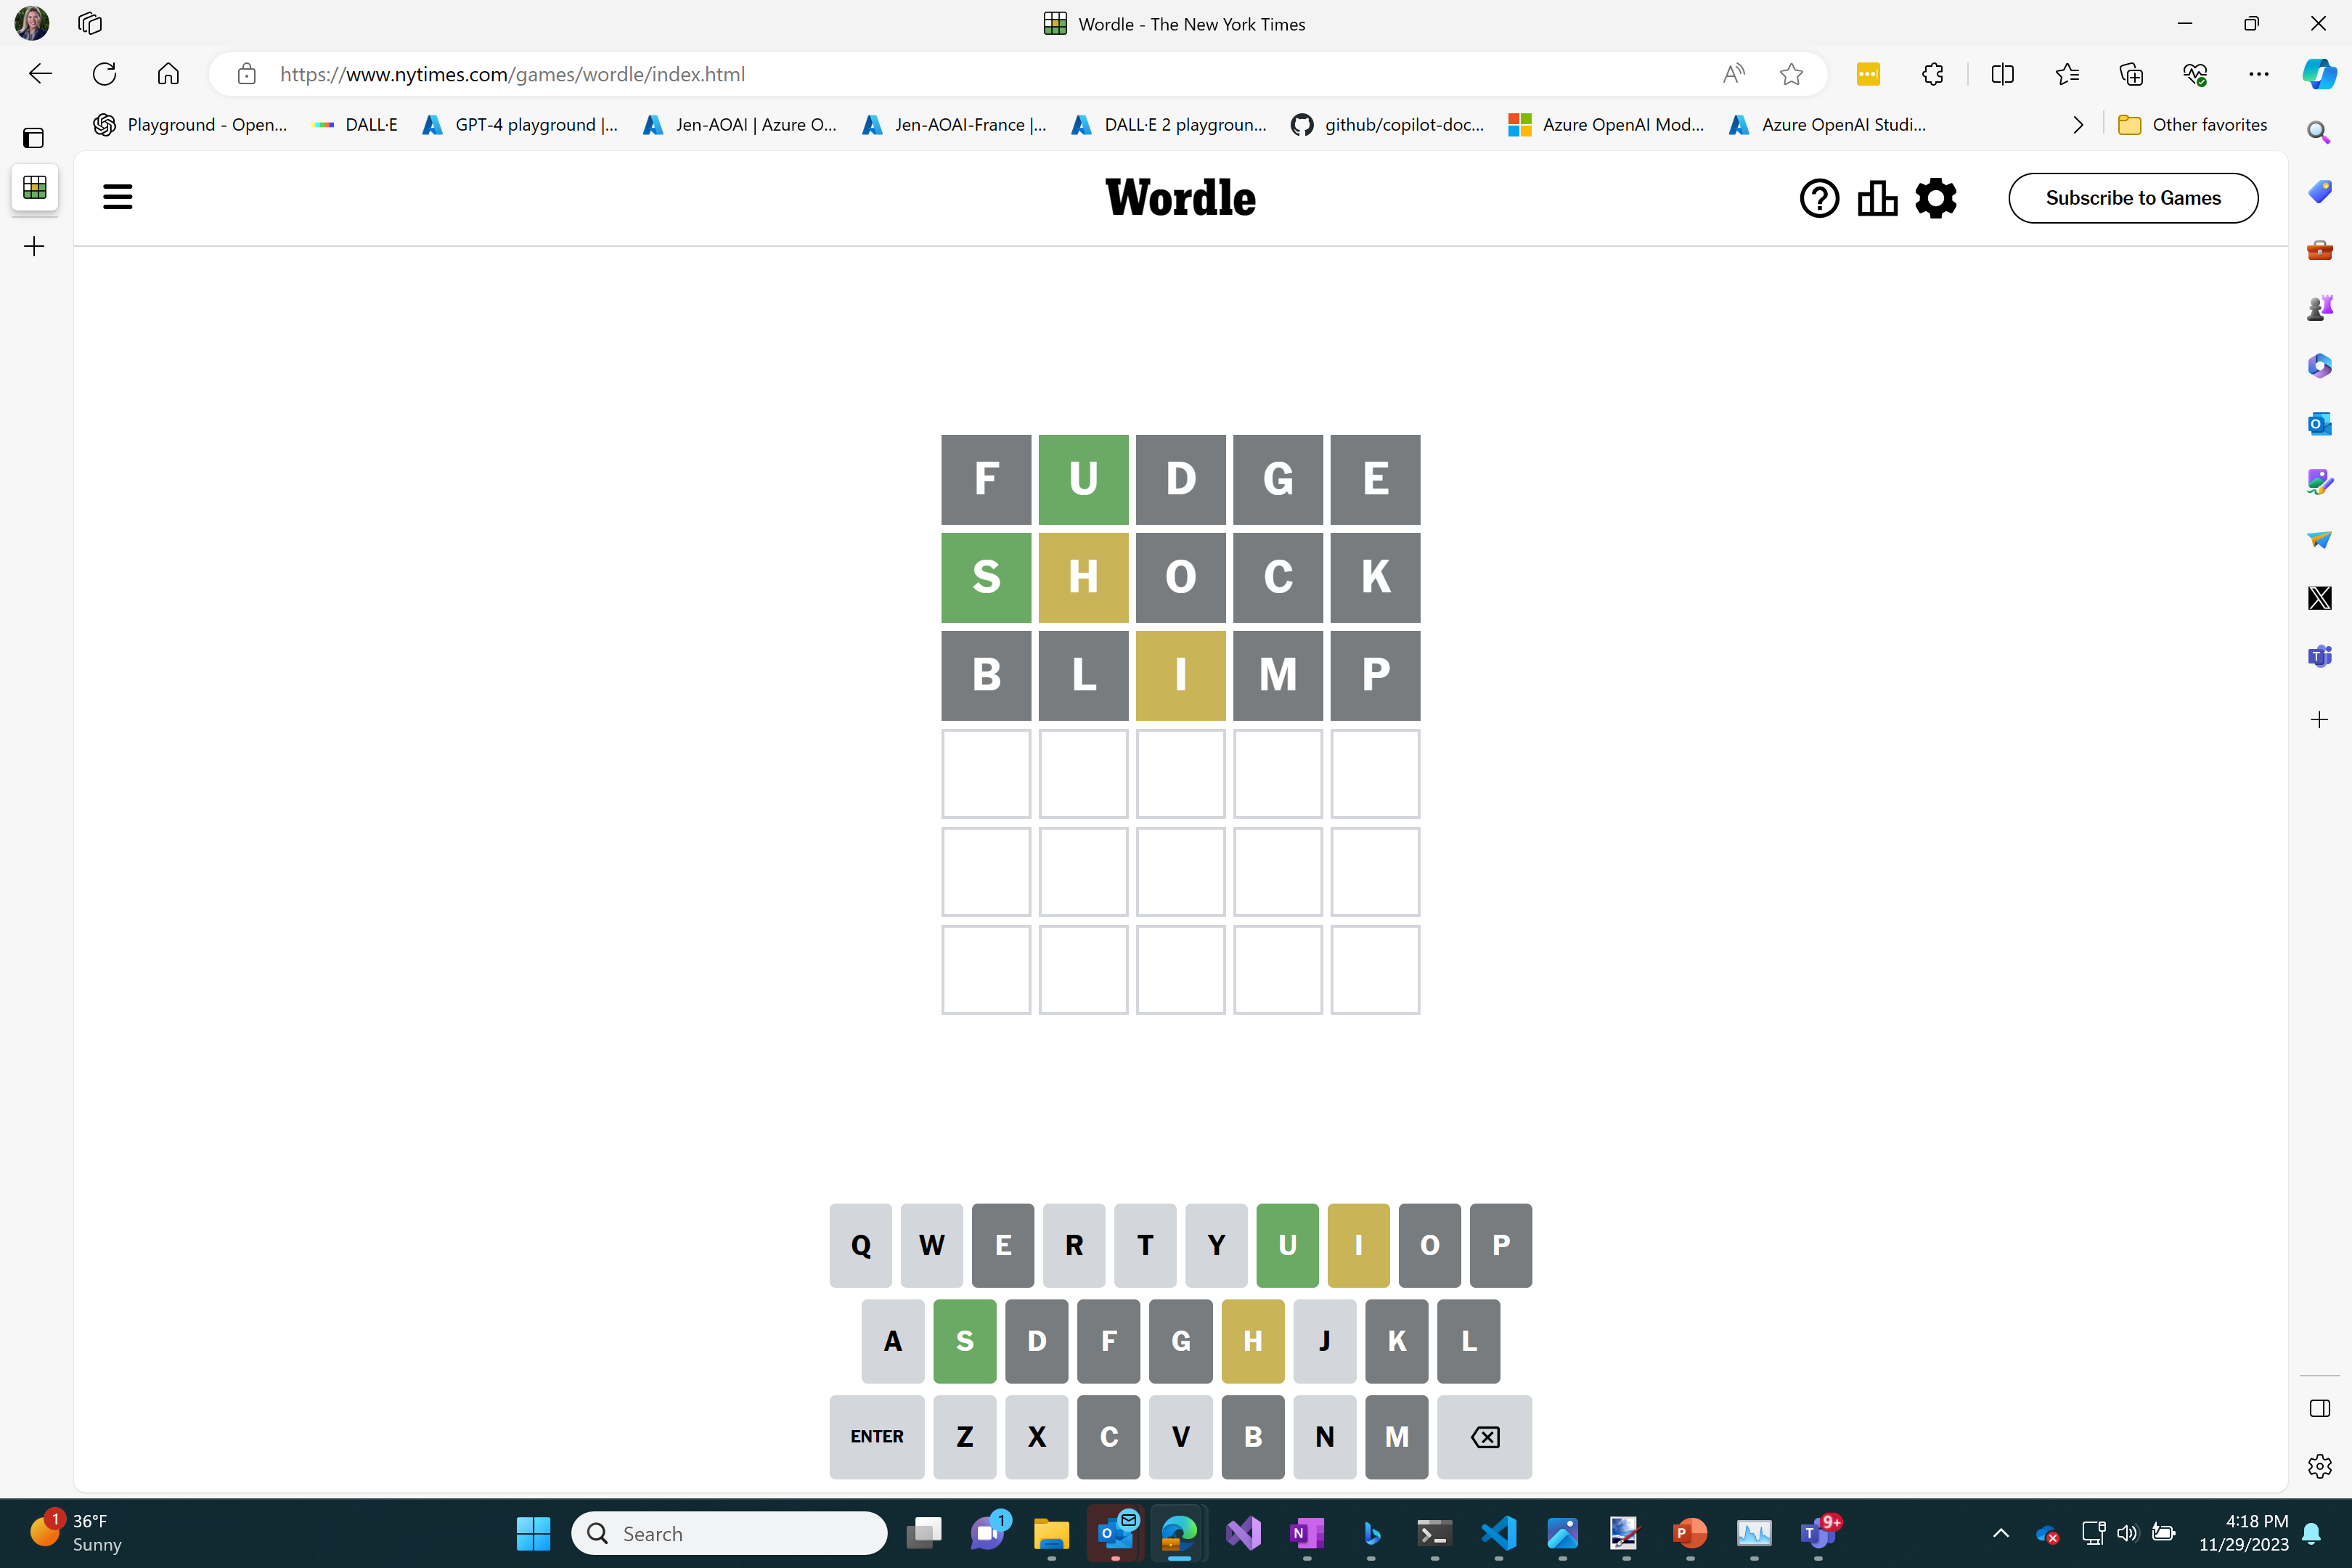 Wordle - The New York Times
https://www.nytimes.com/games/wordle/index.html
Playground - Open... DALL·E GPT-4 playground |... Jen-AOAI | Azure O... Jen-AOAI-France |... DALL·E 2 playgroun... github/copilot-doc... Azure OpenAI Mod... Azure OpenAI Studi... Other favorites
Wordle
Subscribe to Games
F U D G E
S H O C K
B L I M P
Q W E R T Y U I O P
A S D F G H J K L
ENTER Z X C V B N M
1 36°F
Sunny
Search
1
9+
4:18 PM
11/29/2023